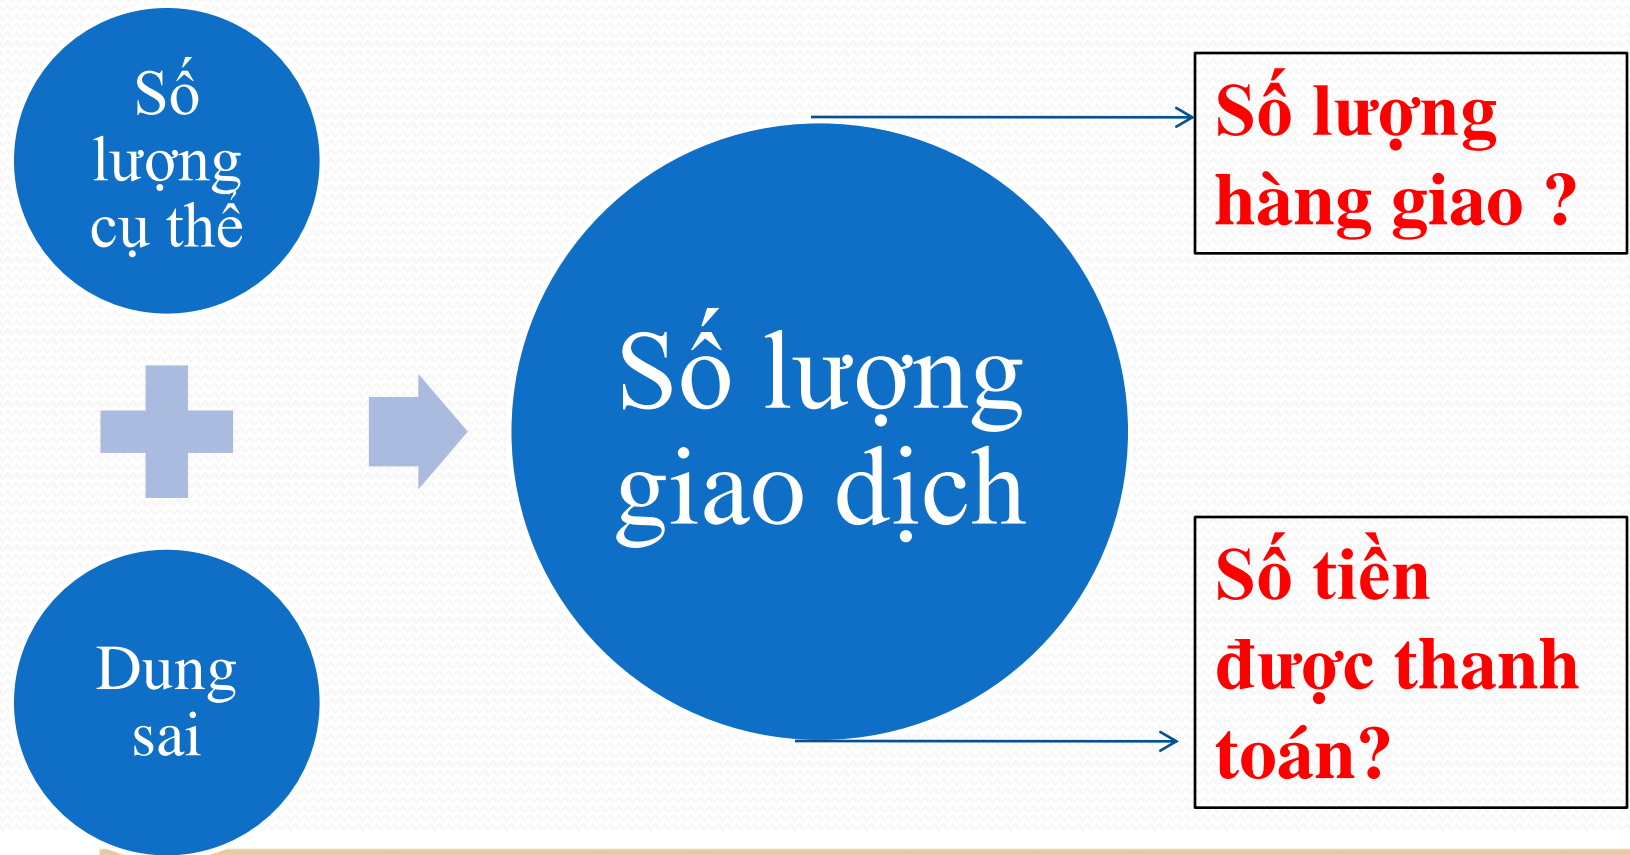 Số
lượng
cụ thể
Dung
sai
Số lượng
giao dịch
Số lượng
hàng giao ?
Số tiền
được thanh
toán?